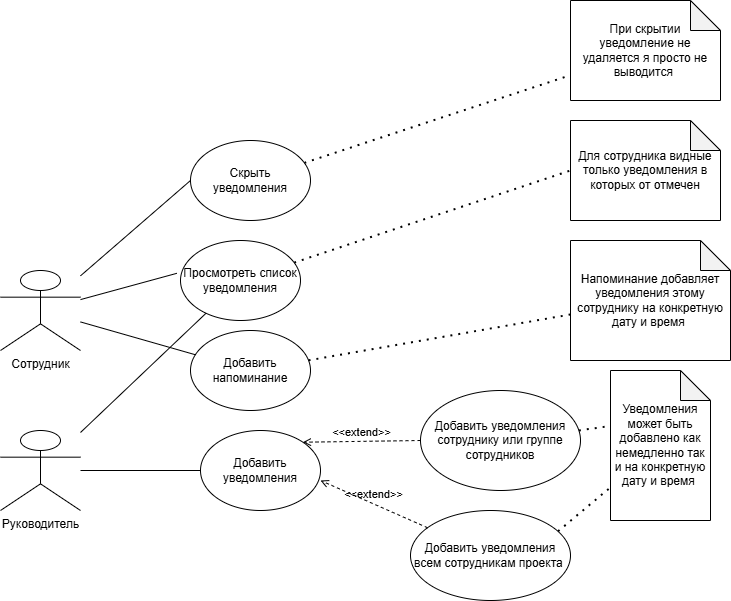 При скрытии
уведомление не
удаляется я просто не
выводится
Для сотрудника видные
только уведомления в
которых от отмечен
Скрыть
уведомления
Просмотреть список
уведомления
Напоминание добавляет
уведомления этому
сотруднику на конкретную
дату и время
Сотрудник
Добавить
напоминание
Уведомления
может быть
добавлено как
немедленно так
и на конкретную
дату и время
<<extend>>
Добавить уведомления
сотруднику или группе
сотрудников
Добавить
уведомления
<<extend>>
Руководитель
Добавить уведомления
всем сотрудникам проекта